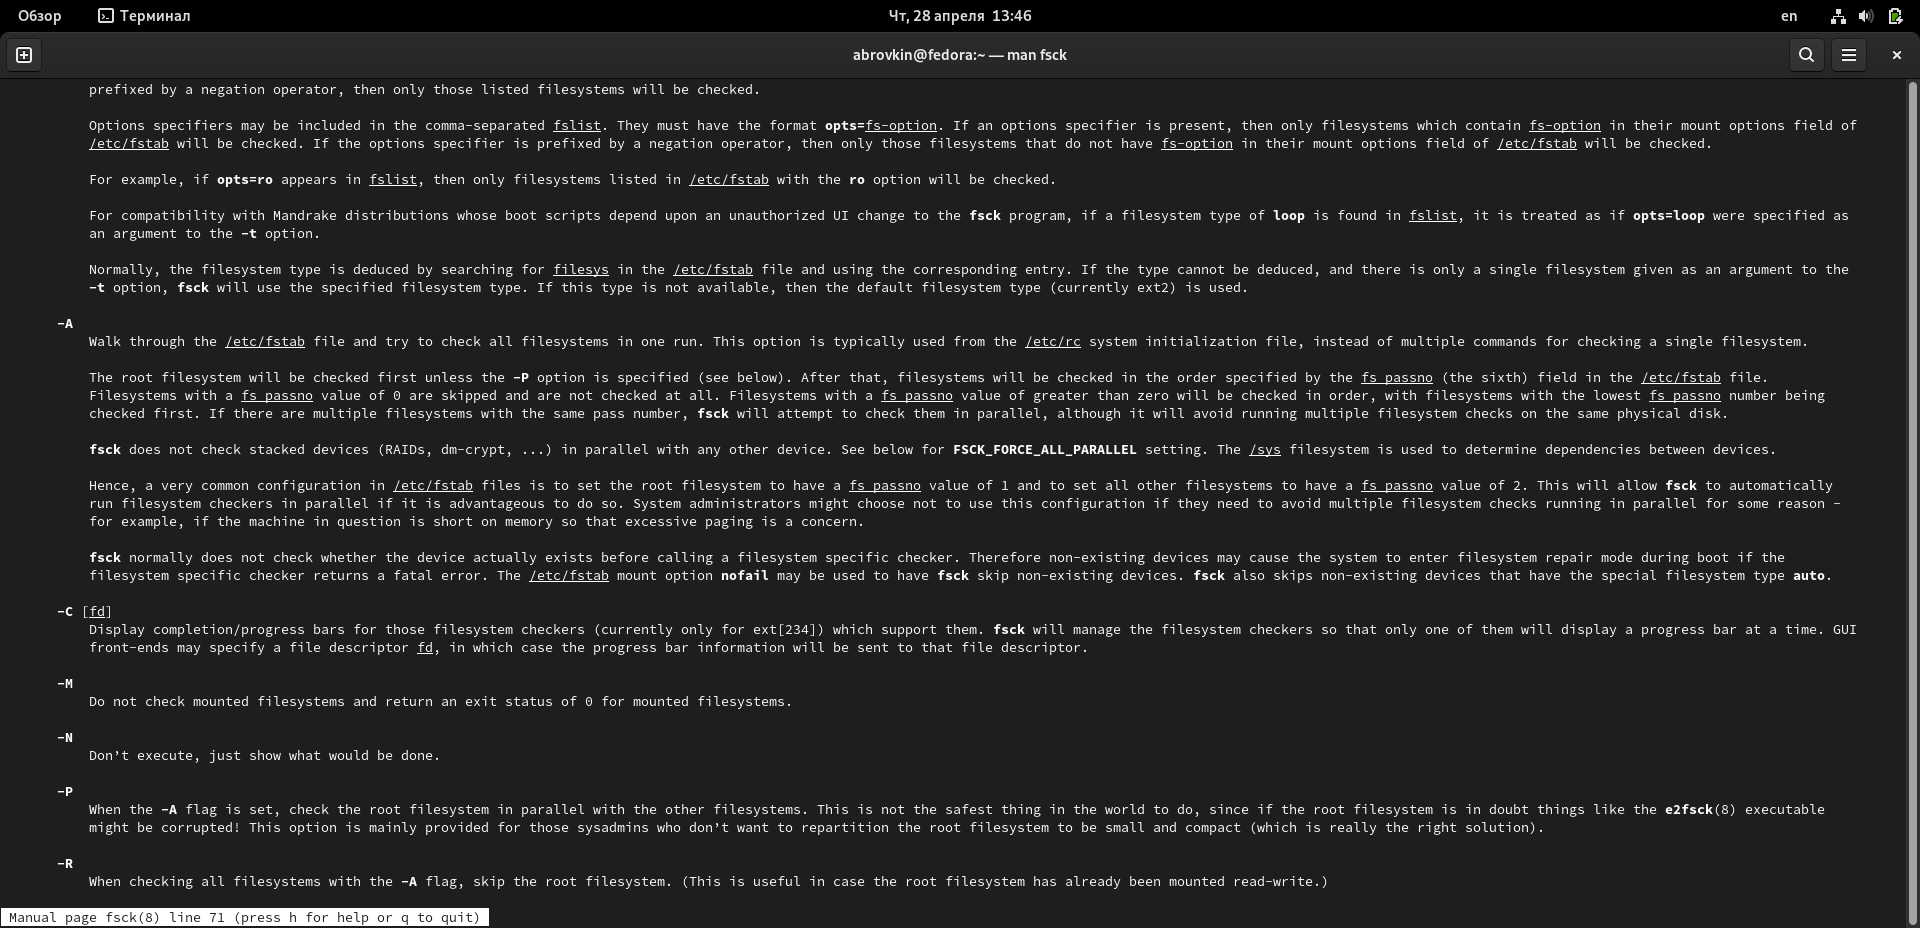 Обзор Терминал Чт, 28 апреля 13:46 en
abrovkin@fedora:~ — man fsck
prefixed by a negation operator, then only those listed filesystems will be checked.
Options specifiers may be included in the comma-separated fslist. They must have the format opts=fs-option. If an options specifier is present, then only filesystems which contain fs-option in their mount options field of
/etc/fstab will be checked. If the options specifier is prefixed by a negation operator, then only those filesystems that do not have fs-option in their mount options field of /etc/fstab will be checked.
For example, if opts=ro appears in fslist, then only filesystems listed in /etc/fstab with the ro option will be checked.
For compatibility with Mandrake distributions whose boot scripts depend upon an unauthorized UI change to the fsck program, if a filesystem type of loop is found in fslist, it is treated as if opts=loop were specified as
an argument to the -t option.
Normally, the filesystem type is deduced by searching for filesys in the /etc/fstab file and using the corresponding entry. If the type cannot be deduced, and there is only a single filesystem given as an argument to the
-t option, fsck will use the specified filesystem type. If this type is not available, then the default filesystem type (currently ext2) is used.
-A
Walk through the /etc/fstab file and try to check all filesystems in one run. This option is typically used from the /etc/rc system initialization file, instead of multiple commands for checking a single filesystem.
The root filesystem will be checked first unless the -P option is specified (see below). After that, filesystems will be checked in the order specified by the fs_passno (the sixth) field in the /etc/fstab file.
Filesystems with a fs_passno value of 0 are skipped and are not checked at all. Filesystems with a fs_passno value of greater than zero will be checked in order, with filesystems with the lowest fs_passno number being
checked first. If there are multiple filesystems with the same pass number, fsck will attempt to check them in parallel, although it will avoid running multiple filesystem checks on the same physical disk.
fsck does not check stacked devices (RAIDs, dm-crypt, ...) in parallel with any other device. See below for FSCK_FORCE_ALL_PARALLEL setting. The /sys filesystem is used to determine dependencies between devices.
Hence, a very common configuration in /etc/fstab files is to set the root filesystem to have a fs_passno value of 1 and to set all other filesystems to have a fs_passno value of 2. This will allow fsck to automatically
run filesystem checkers in parallel if it is advantageous to do so. System administrators might choose not to use this configuration if they need to avoid multiple filesystem checks running in parallel for some reason -
for example, if the machine in question is short on memory so that excessive paging is a concern.
fsck normally does not check whether the device actually exists before calling a filesystem specific checker. Therefore non-existing devices may cause the system to enter filesystem repair mode during boot if the
filesystem specific checker returns a fatal error. The /etc/fstab mount option nofail may be used to have fsck skip non-existing devices. fsck also skips non-existing devices that have the special filesystem type auto.
-C [fd]
Display completion/progress bars for those filesystem checkers (currently only for ext[234]) which support them. fsck will manage the filesystem checkers so that only one of them will display a progress bar at a time. GUI
front-ends may specify a file descriptor fd, in which case the progress bar information will be sent to that file descriptor.
-M
Do not check mounted filesystems and return an exit status of 0 for mounted filesystems.
-N
Don’t execute, just show what would be done.
-P
When the -A flag is set, check the root filesystem in parallel with the other filesystems. This is not the safest thing in the world to do, since if the root filesystem is in doubt things like the e2fsck(8) executable
might be corrupted! This option is mainly provided for those sysadmins who don’t want to repartition the root filesystem to be small and compact (which is really the right solution).
-R
When checking all filesystems with the -A flag, skip the root filesystem. (This is useful in case the root filesystem has already been mounted read-write.)
Manual page fsck(8) line 71 (press h for help or q to quit)